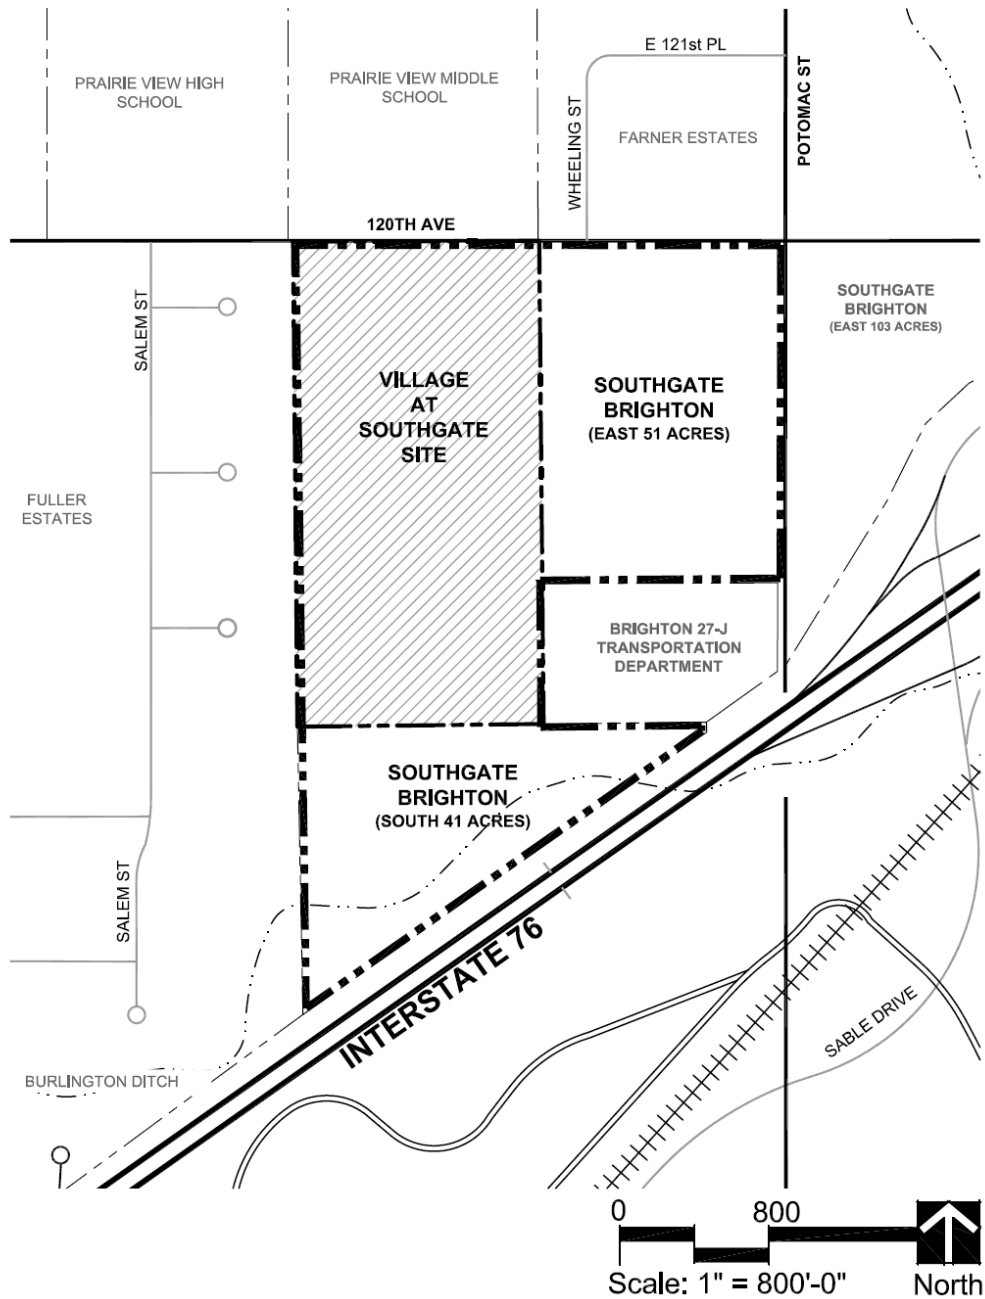 E 121st PL
PRAIRIE VIEW HIGH
SCHOOL
PRAIRIE VIEW MIDDLE
SCHOOL
WHEELING ST
FARNER ESTATES
POTOMAC ST
120TH AVE
SALEM ST
SOUTHGATE
BRIGHTON
(EAST 103 ACRES)
VILLAGE
AT
SOUTHGATE
SITE
SOUTHGATE
BRIGHTON
(EAST 51 ACRES)
FULLER
ESTATES
BRIGHTON 27-J
TRANSPORTATION
DEPARTMENT
SOUTHGATE
BRIGHTON
(SOUTH 41 ACRES)
SALEM ST
INTERSTATE 76
SABLE DRIVE
BURLINGTON DITCH
0 800
Scale: 1" = 800'-0"
North